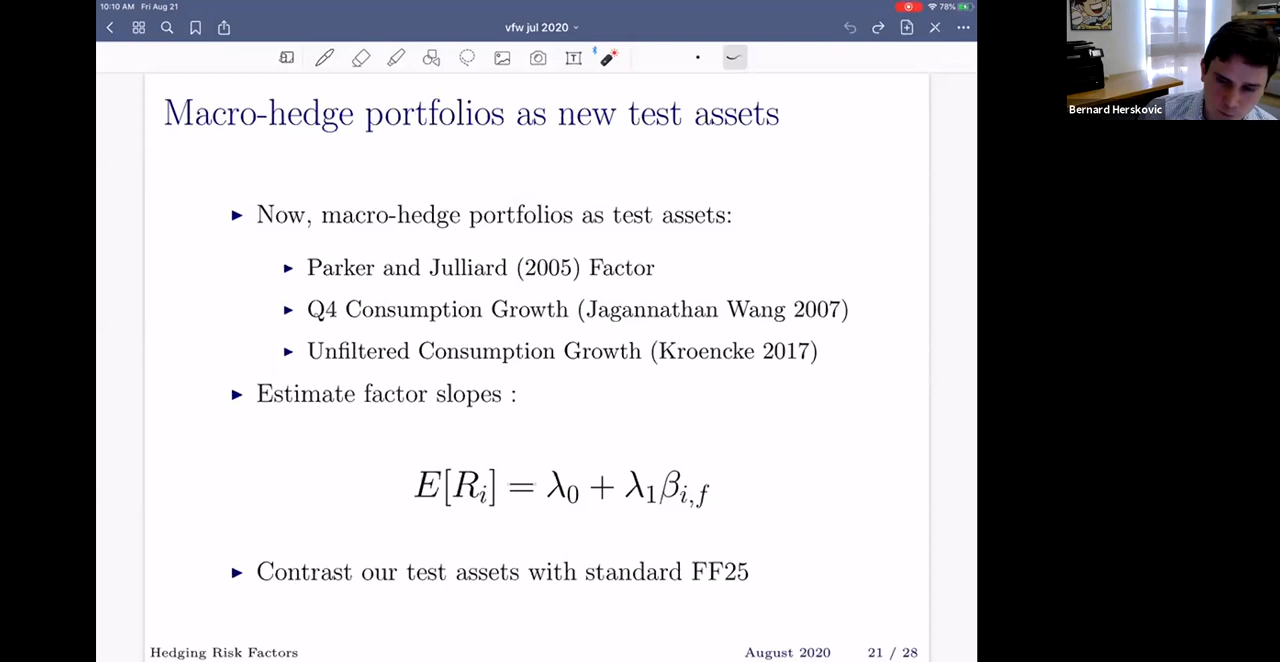 10:10 AM Fri Aug 21
78%
vfw jul 2020
Macro-hedge portfolios as new test assets
Now, macro-hedge portfolios as test assets:
Parker and Julliard (2005) Factor
Q4 Consumption Growth (Jagannathan Wang 2007)
Unfiltered Consumption Growth (Kroencke 2017)
Estimate factor slopes :
E[R_i] = λ_0 + λ_1β_{i,f}
Contrast our test assets with standard FF25
Hedging Risk Factors
August 2020 21 / 28
Bernard Herskovic